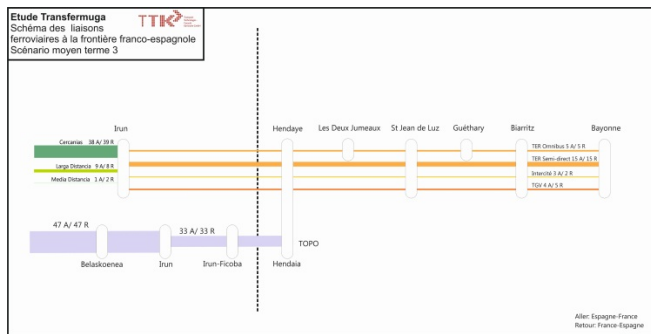 Etude Transfermuga
Schéma des liaisons
ferroviaires à la frontière franco-espagnole
Scénario moyen terme 3
TTK
Irun
Hendaye
Les Deux Jumeaux
St Jean de Luz
Guéthary
Biarritz
Bayonne
Cercanias 38 A/ 39 R
Larga Distancia 9 A/ 8 R
Media Distancia 1 A/ 2 R
TER Omnibus 5 A/ 5 R
TER Semi-direct 15 A/ 15 R
Intercité 3 A/ 2 R
TGV 4 A/ 5 R
47 A/ 47 R
33 A/ 33 R
TOPO
Belaskoenea
Irun
Irun-Ficoba
Hendaia
Aller: Espagne-France
Retour: France-Espagne